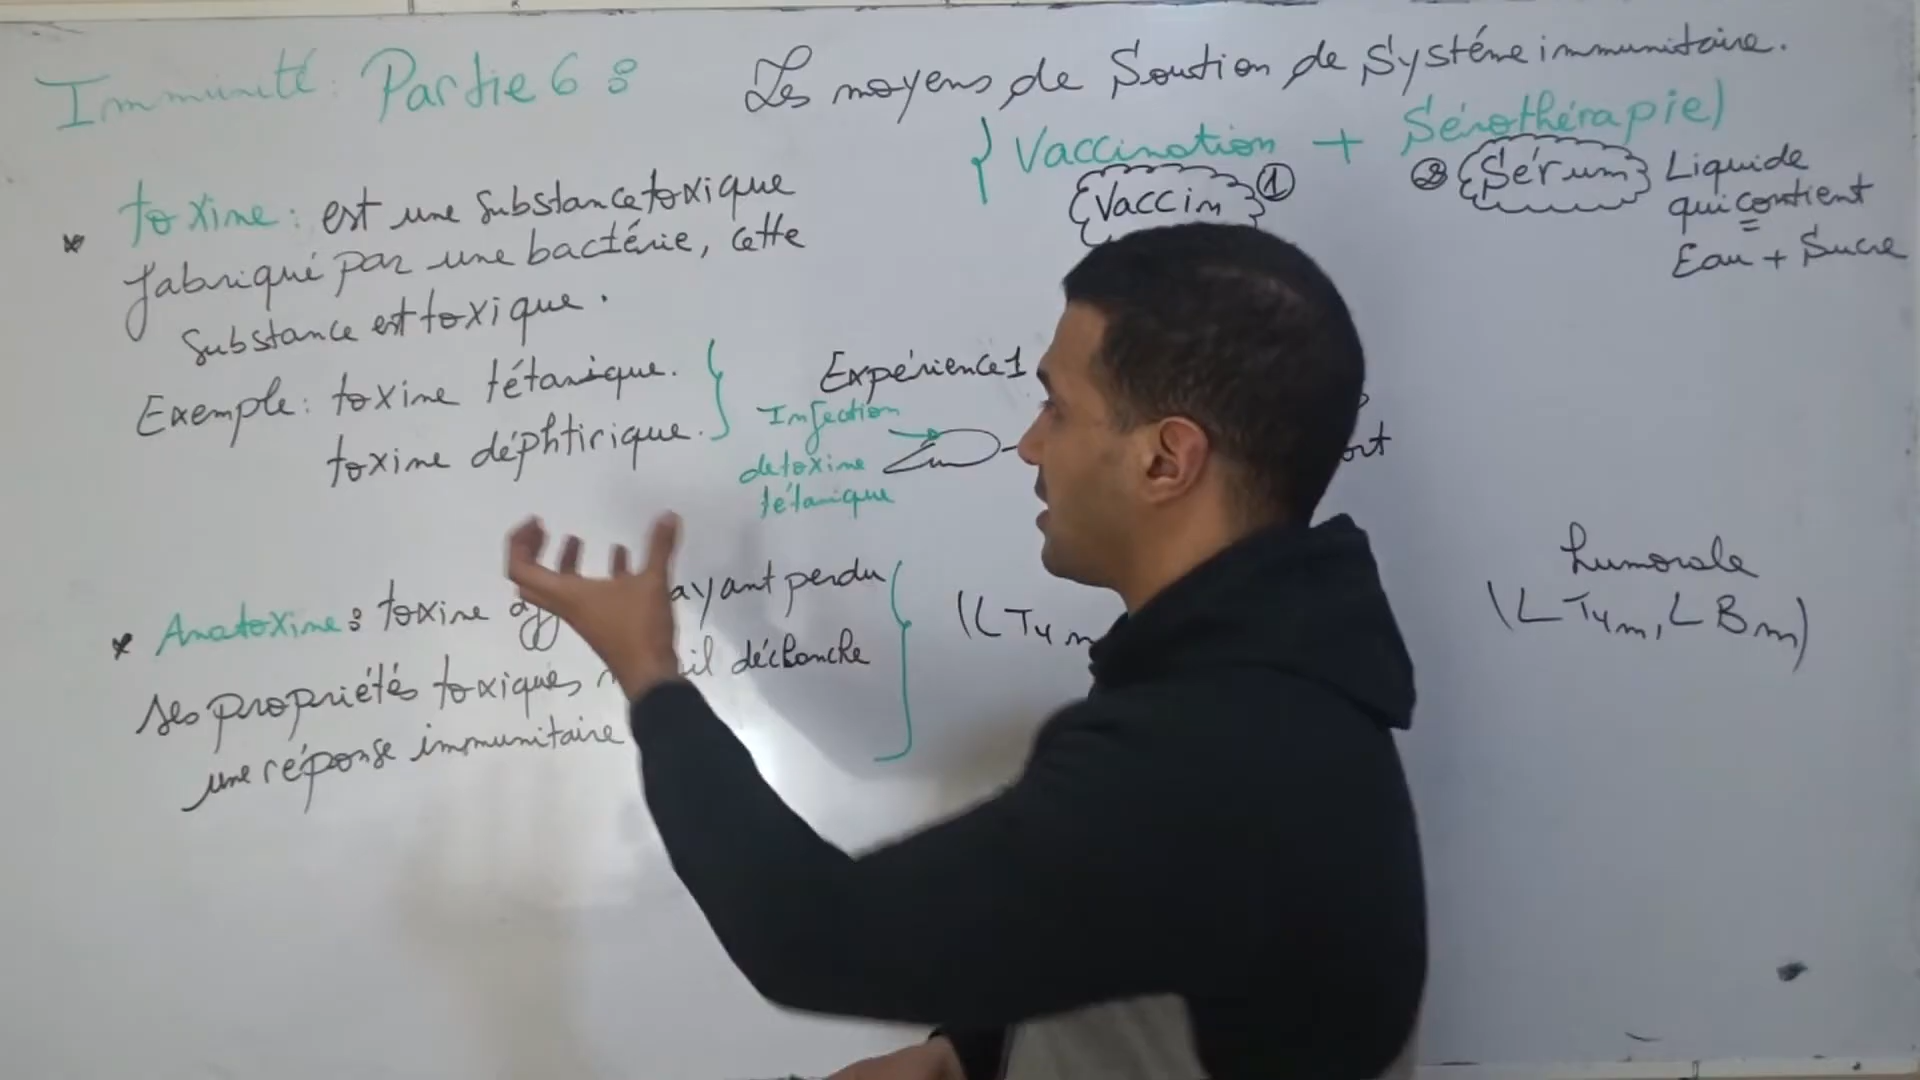 Immunité : Partie 6 : Les moyens de Soution de Systéme immunitaire.
{ Vaccination + Sérothérapie)
Vaccin ①
② Sérum
Liquide
qui contient
Eau + Sucre
* toxine : est une substance toxique
fabriqué par une bactérie, cette
Substance est toxique.
Exemple : toxine tétanique.
toxine déphtirique.
Expérience 1
Injection
de toxine
tétanique
* Anatoxine : toxine ayant perdu
ses propriétés toxiques il déclanche
une réponse immunitaire
(LT4m
humorale
(LT4m, LBm)